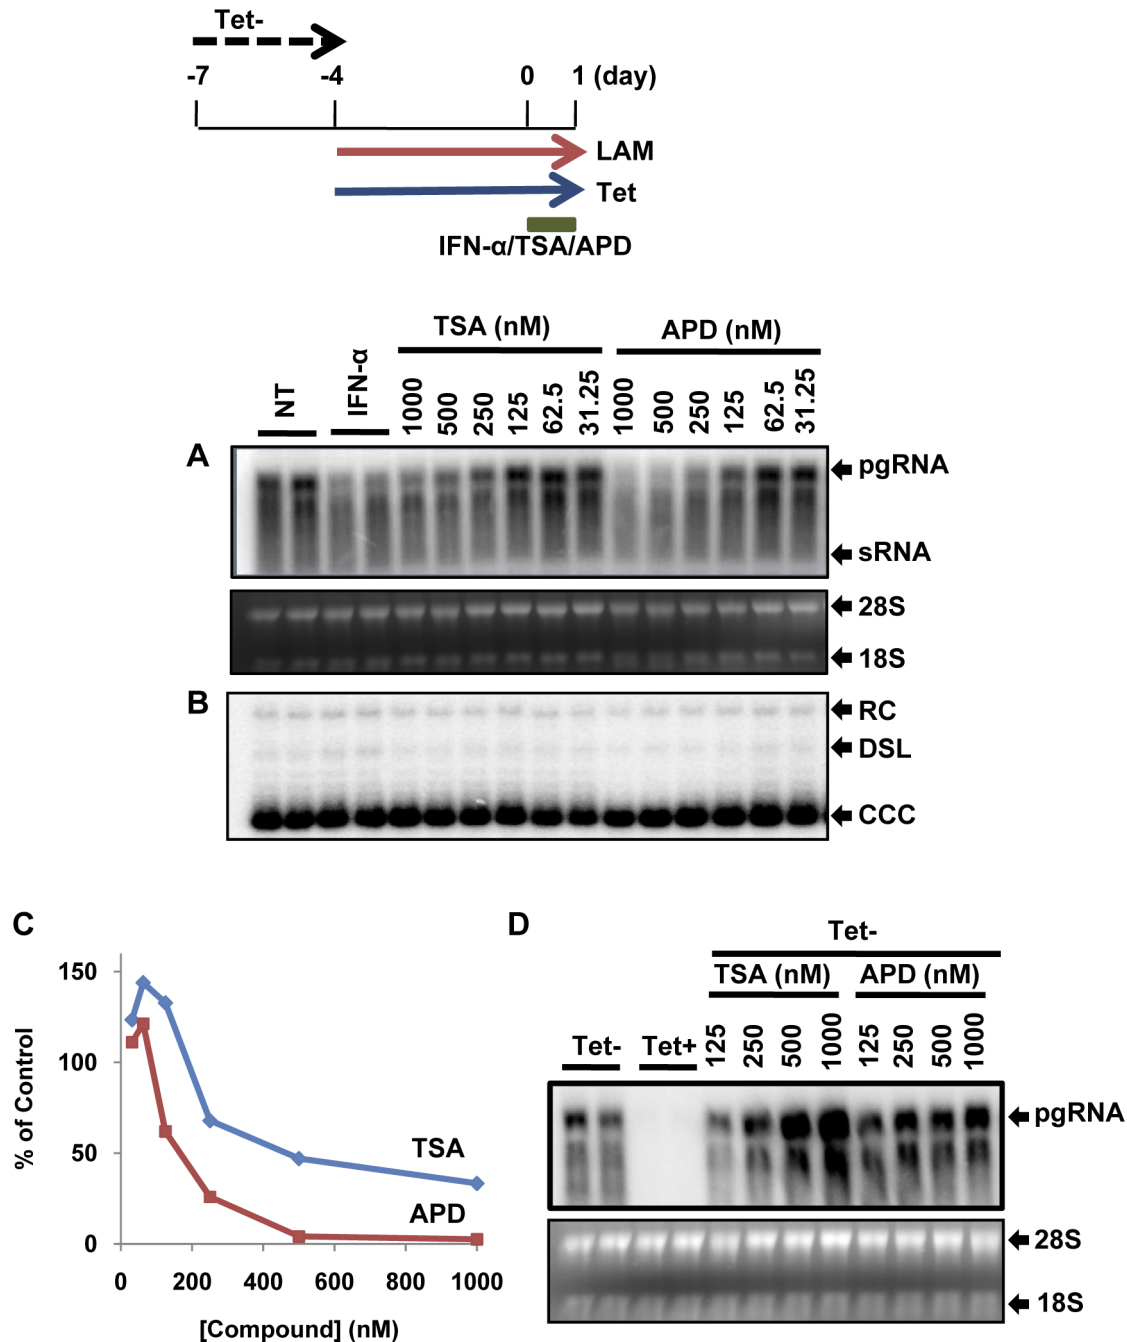 Tet-
-7 -4 0 1 (day)
LAM
Tet
IFN-α/TSA/APD
TSA (nM) APD (nM)
NT IFN-α 1000 500 250 125 62.5 31.25 1000 500 250 125 62.5 31.25
A
pgRNA
sRNA
28S
18S
B
RC
DSL
CCC
C
150
100
50
0
% of Control
TSA
APD
0 200 400 600 800 1000
[Compound] (nM)
D
Tet-
TSA (nM) APD (nM)
Tet- Tet+ 125 250 500 1000 125 250 500 1000
pgRNA
28S
18S